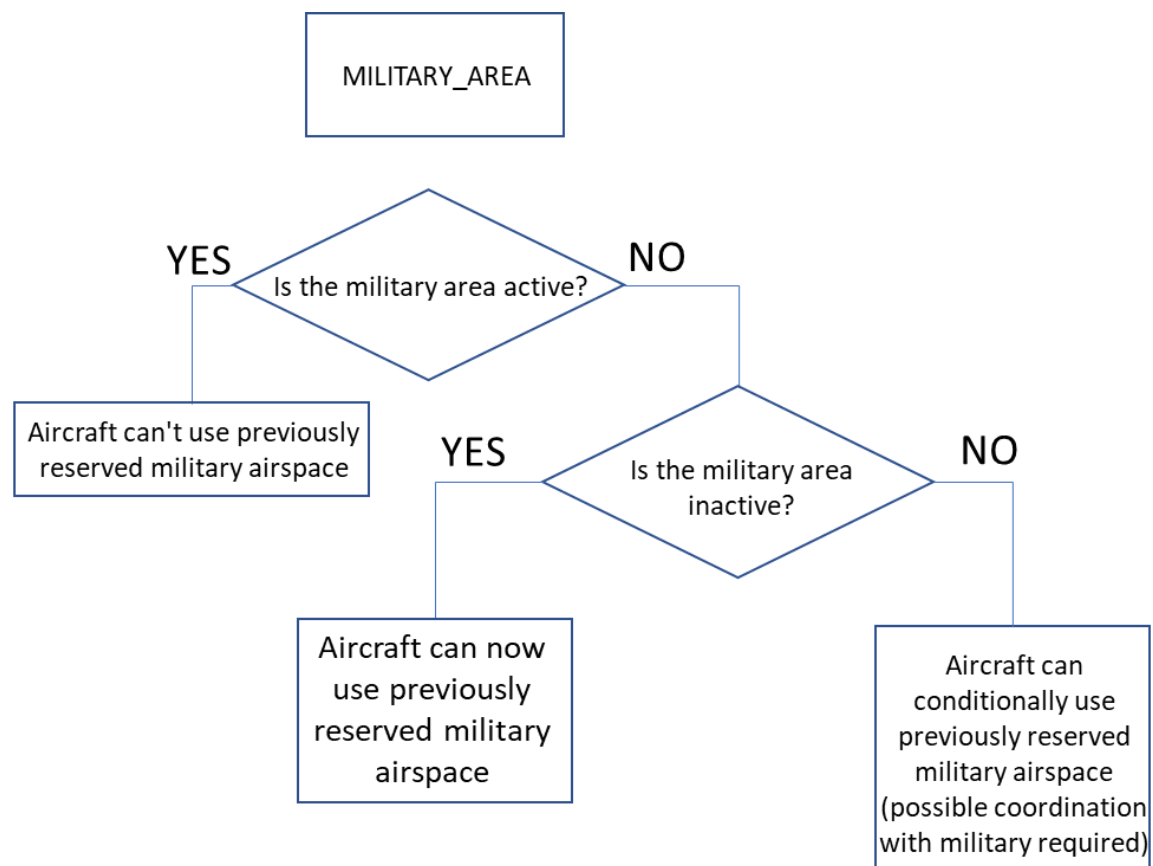 MILITARY_AREA
YES
NO
Is the military area active?
Aircraft can't use previously
reserved military airspace
YES
NO
Is the military area
inactive?
Aircraft can now
use previously
reserved military
airspace
Aircraft can
conditionally use
previously reserved
military airspace
(possible coordination
with military required)